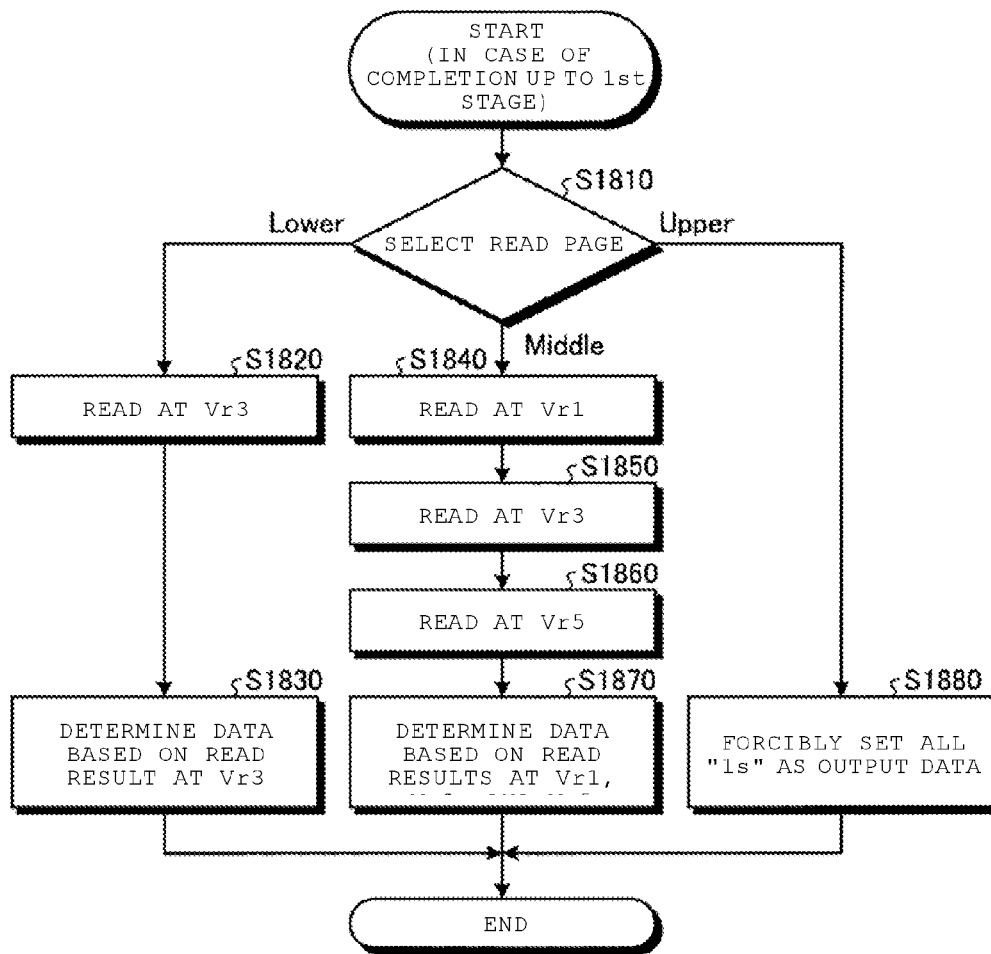 START
(IN CASE OF
COMPLETION UP TO 1st
STAGE)
S1810
Lower
SELECT READ PAGE
Upper
Middle
S1820
READ AT Vr3
S1840
READ AT Vr1
S1850
READ AT Vr3
S1860
READ AT Vr5
S1830
DETERMINE DATA
BASED ON READ
RESULT AT Vr3
S1870
DETERMINE DATA
BASED ON READ
RESULTS AT Vr1,
S1880
FORCIBLY SET ALL
"1s" AS OUTPUT DATA
END